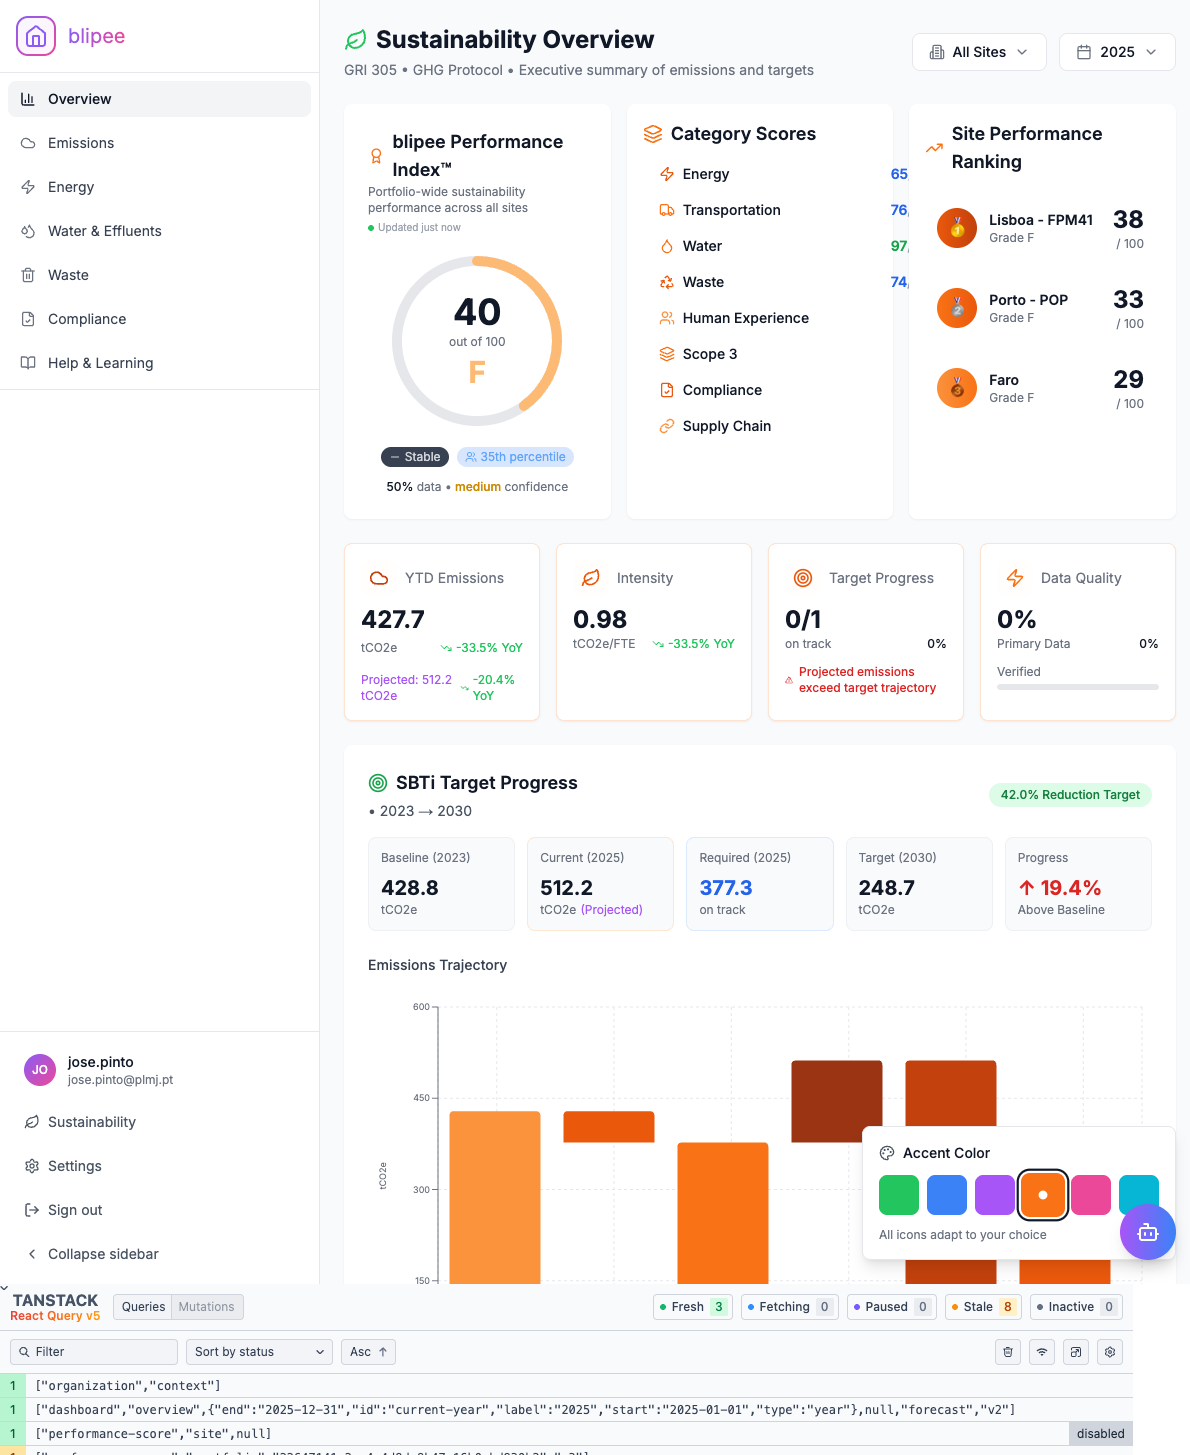 blipee
Overview
Emissions
Energy
Water & Effluents
Waste
Compliance
Help & Learning
jose.pinto
JO
jose.pinto@plmj.pt
Sustainability
Settings
Sign out
Collapse sidebar
Sustainability Overview
GRI 305 • GHG Protocol • Executive summary of emissions and targets
All Sites
2025
blipee Performance
Index™
Portfolio-wide sustainability
performance across all sites
Updated just now
40
out of 100
F
Stable
35th percentile
50% data • medium confidence
Category Scores
Energy 65,
Transportation 76,
Water 97,
Waste 74,
Human Experience
Scope 3
Compliance
Supply Chain
Site Performance
Ranking
1
Lisboa - FPM41 38
Grade F / 100
2
Porto - POP 33
Grade F / 100
3
Faro 29
Grade F / 100
YTD Emissions
427.7
tCO2e -33.5% YoY
Projected: 512.2 -20.4%
tCO2e YoY
Intensity
0.98
tCO2e/FTE -33.5% YoY
Target Progress
0/1
on track 0%
Projected emissions
exceed target trajectory
Data Quality
0%
Primary Data 0%
Verified
SBTi Target Progress
• 2023 → 2030
42.0% Reduction Target
Baseline (2023)
428.8
tCO2e
Current (2025)
512.2
tCO2e (Projected)
Required (2025)
377.3
on track
Target (2030)
248.7
tCO2e
Progress
↑ 19.4%
Above Baseline
Emissions Trajectory
600
450
300
150
tCO2e
Accent Color
All icons adapt to your choice
TANSTACK
React Query v5
Queries Mutations
Fresh 3
Fetching 0
Paused 0
Stale 8
Inactive 0
Filter
Sort by status
Asc ↑
1 ["organization","context"]
1 ["dashboard","overview",{"end":"2025-12-31","id":"current-year","label":"2025","start":"2025-01-01","type":"year"},null,"forecast","v2"]
1 ["performance-score","site",null] disabled